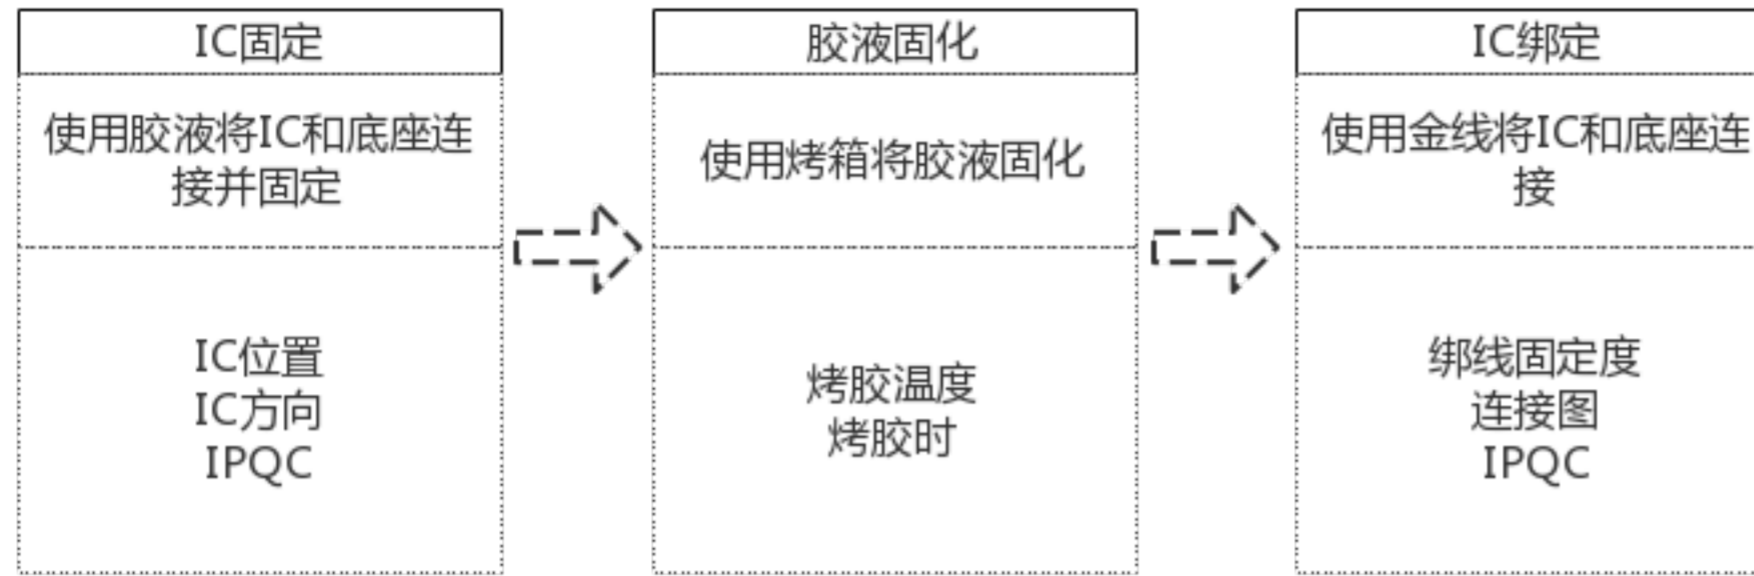 IC固定
使用胶液将IC和底座连
接并固定
IC位置
IC方向
IPQC
胶液固化
使用烤箱将胶液固化
烤胶温度
烤胶时
IC绑定
使用金线将IC和底座连
接
绑线固定度
连接图
IPQC